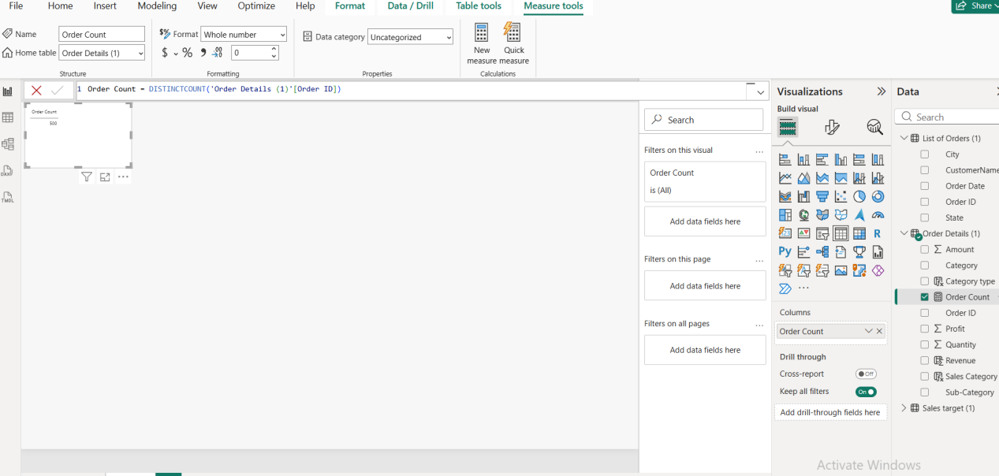 File Home Insert Modeling View Optimize Help Format Data / Drill Table tools Measure tools Share
Name Order Count
Home table Order Details (1)
Structure
Format Whole number
$ % 0
Formatting
Data category Uncategorized
Properties
New measure
Quick measure
Calculations
1 Order Count = DISTINCTCOUNT('Order Details (1)'[Order ID])
DAX
TMDL
Order Count
500
Search
Filters on this visual ...
Order Count
is (All)
Add data fields here
Filters on this page ...
Add data fields here
Filters on all pages ...
Add data fields here
Visualizations
Build visual
123
R
Py
...
Columns
Order Count
Drill through
Cross-report Off
Keep all filters On
Add drill-through fields here
Data
Search
List of Orders (1)
City
CustomerName
Order Date
Order ID
State
Order Details (1)
Σ Amount
Category
Category type
Order Count
Order ID
Σ Profit
Σ Quantity
Revenue
Sales Category
Sub-Category
Sales target (1)
Activate Windows